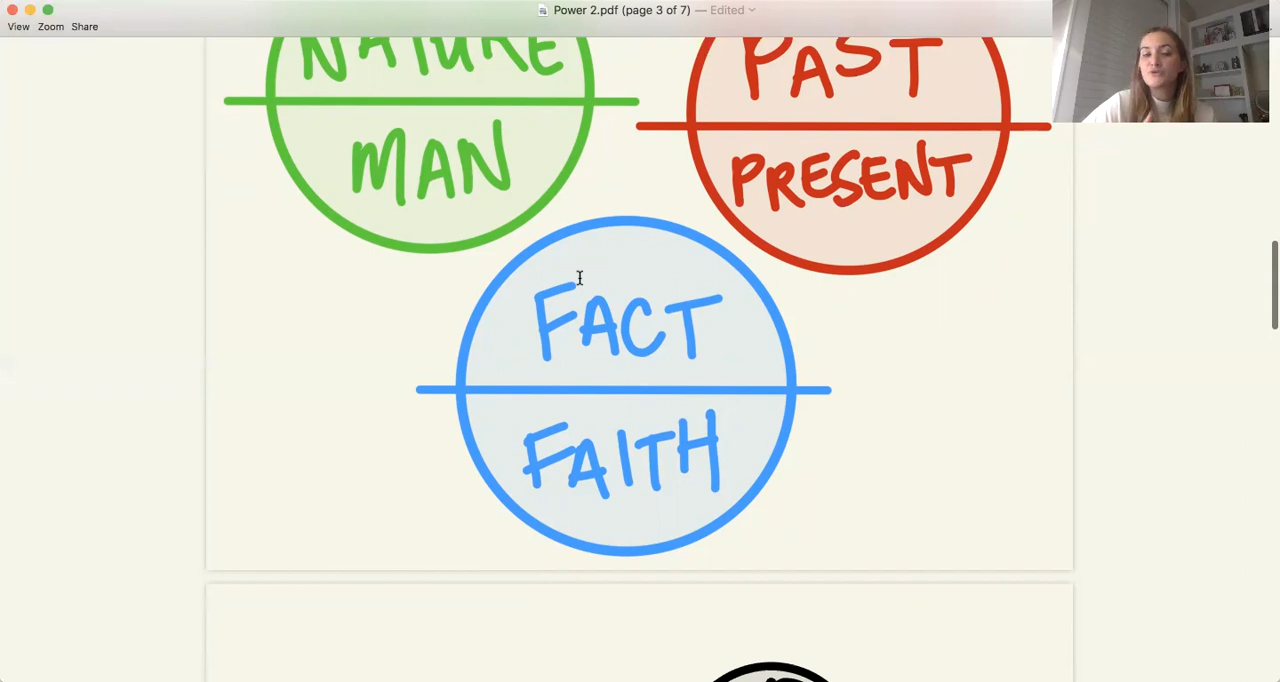 Power 2.pdf (page 3 of 7) — Edited
View Zoom Share
NATURE
MAN
PAST
PRESENT
FACT
FAITH